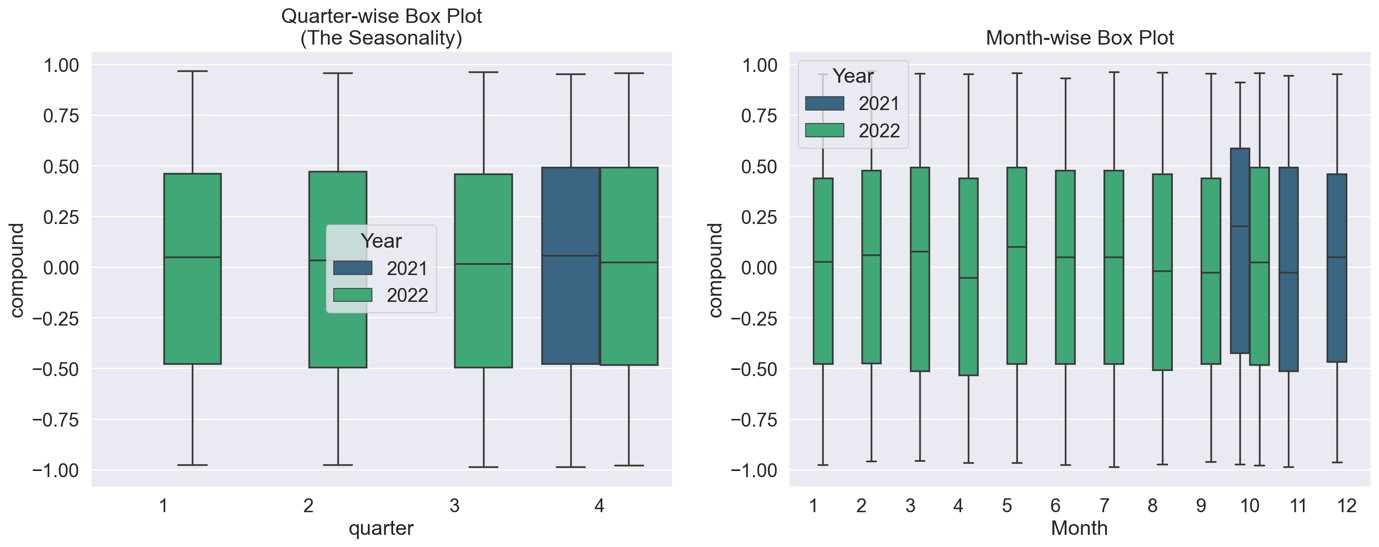 Quarter-wise Box Plot
(The Seasonality)
1.00
0.75
0.50
0.25
0.00
−0.25
−0.50
−0.75
−1.00
compound
Year
2021
2022
1 2 3 4
quarter
Month-wise Box Plot
1.00
0.75
0.50
0.25
0.00
−0.25
−0.50
−0.75
−1.00
compound
Year
2021
2022
1 2 3 4 5 6 7 8 9 10 11 12
Month